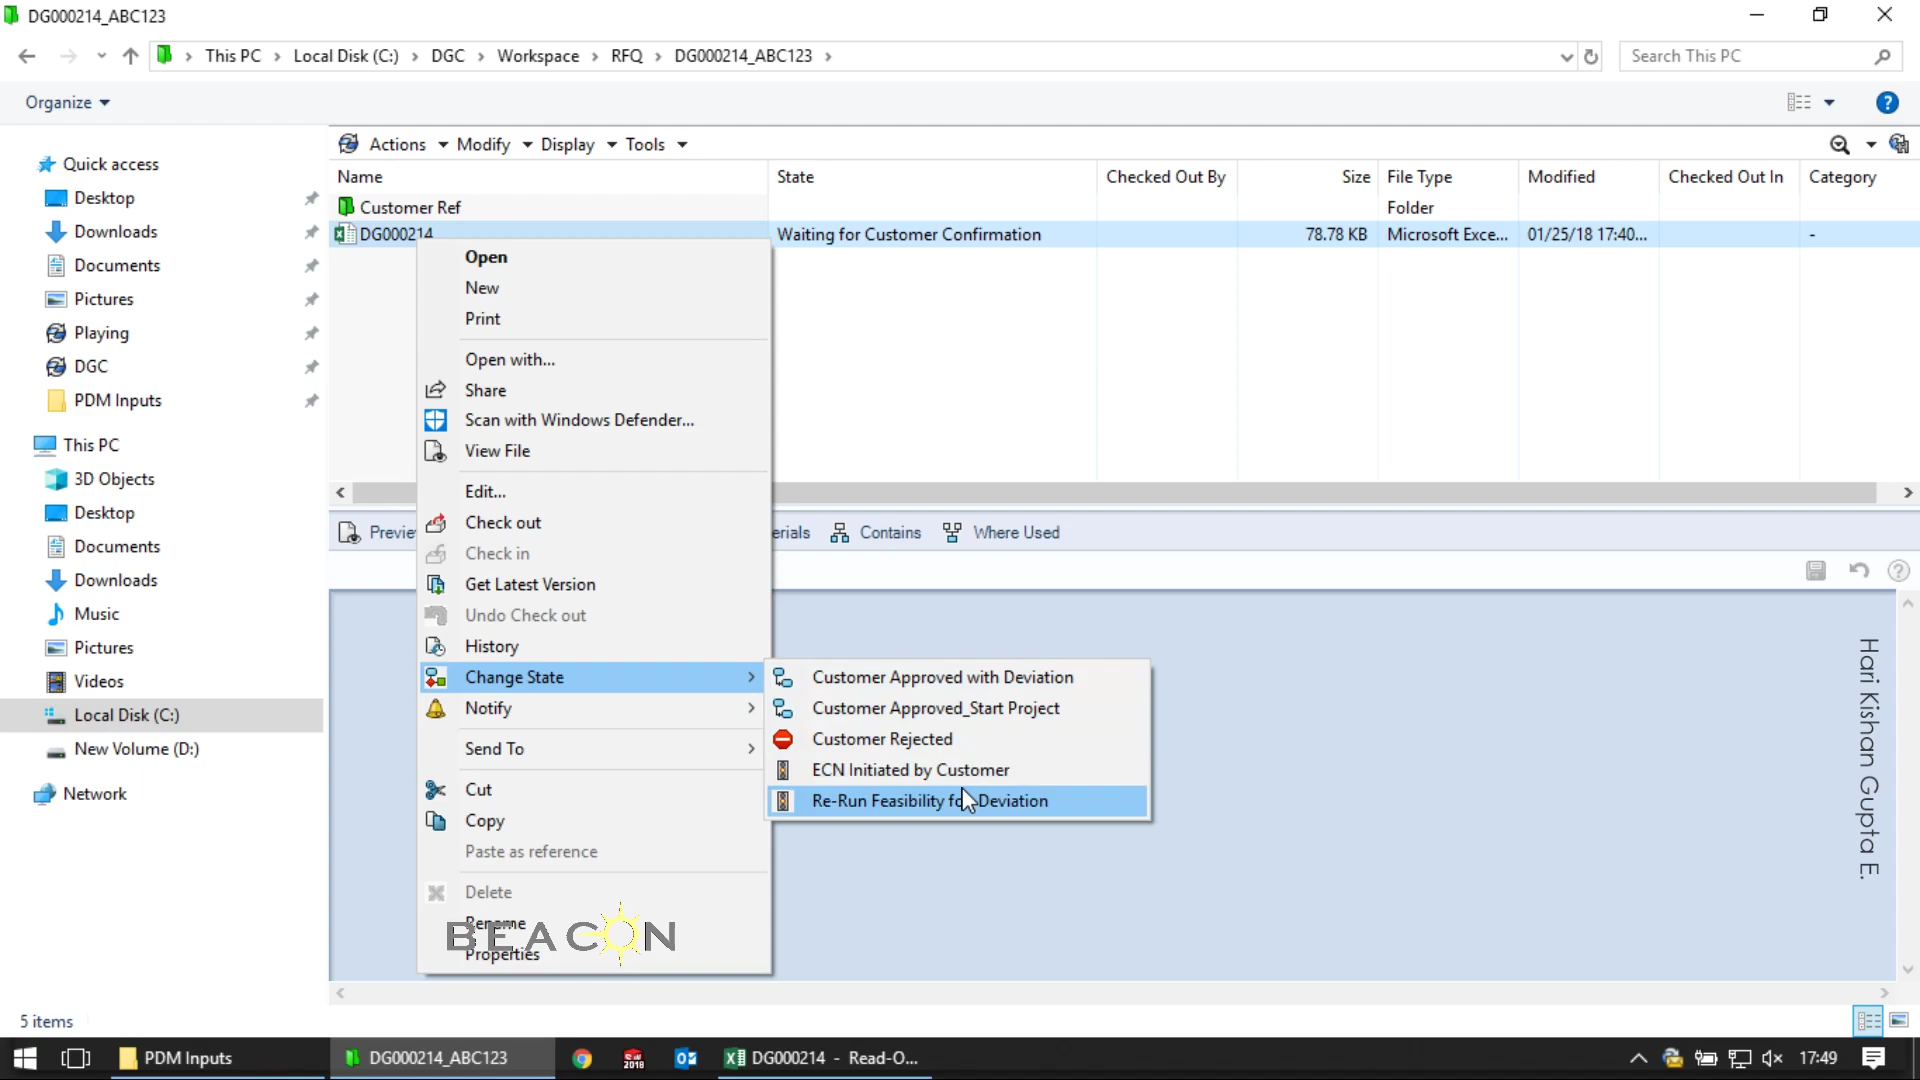 DG000214_ABC123
This PC
Local Disk (C:)
DGC
Workspace
RFQ
DG000214_ABC123
Search This PC
Organize
Quick access
Desktop
Downloads
Documents
Pictures
Playing
DGC
PDM Inputs
This PC
3D Objects
Desktop
Documents
Downloads
Music
Pictures
Videos
Local Disk (C:)
New Volume (D:)
Network
Actions Modify Display Tools
Name State Checked Out By Size File Type Modified Checked Out In Category
Customer Ref Folder
DG000214 Waiting for Customer Confirmation 78.78 KB Microsoft Exce... 01/25/18 17:40... -
Open
New
Print
Open with...
Share
Scan with Windows Defender...
View File
Edit...
Check out
Check in
Get Latest Version
Undo Check out
History
Change State
Notify
Send To
Cut
Copy
Paste as reference
Delete
Rename
Properties
BEACON
Customer Approved with Deviation
Customer Approved_Start Project
Customer Rejected
ECN Initiated by Customer
Re-Run Feasibility for Deviation
Contains
Where Used
Hari Kishan Gupta E.
5 items
PDM Inputs
DG000214_ABC123
SW 2018
DG000214 - Read-O...
17:49